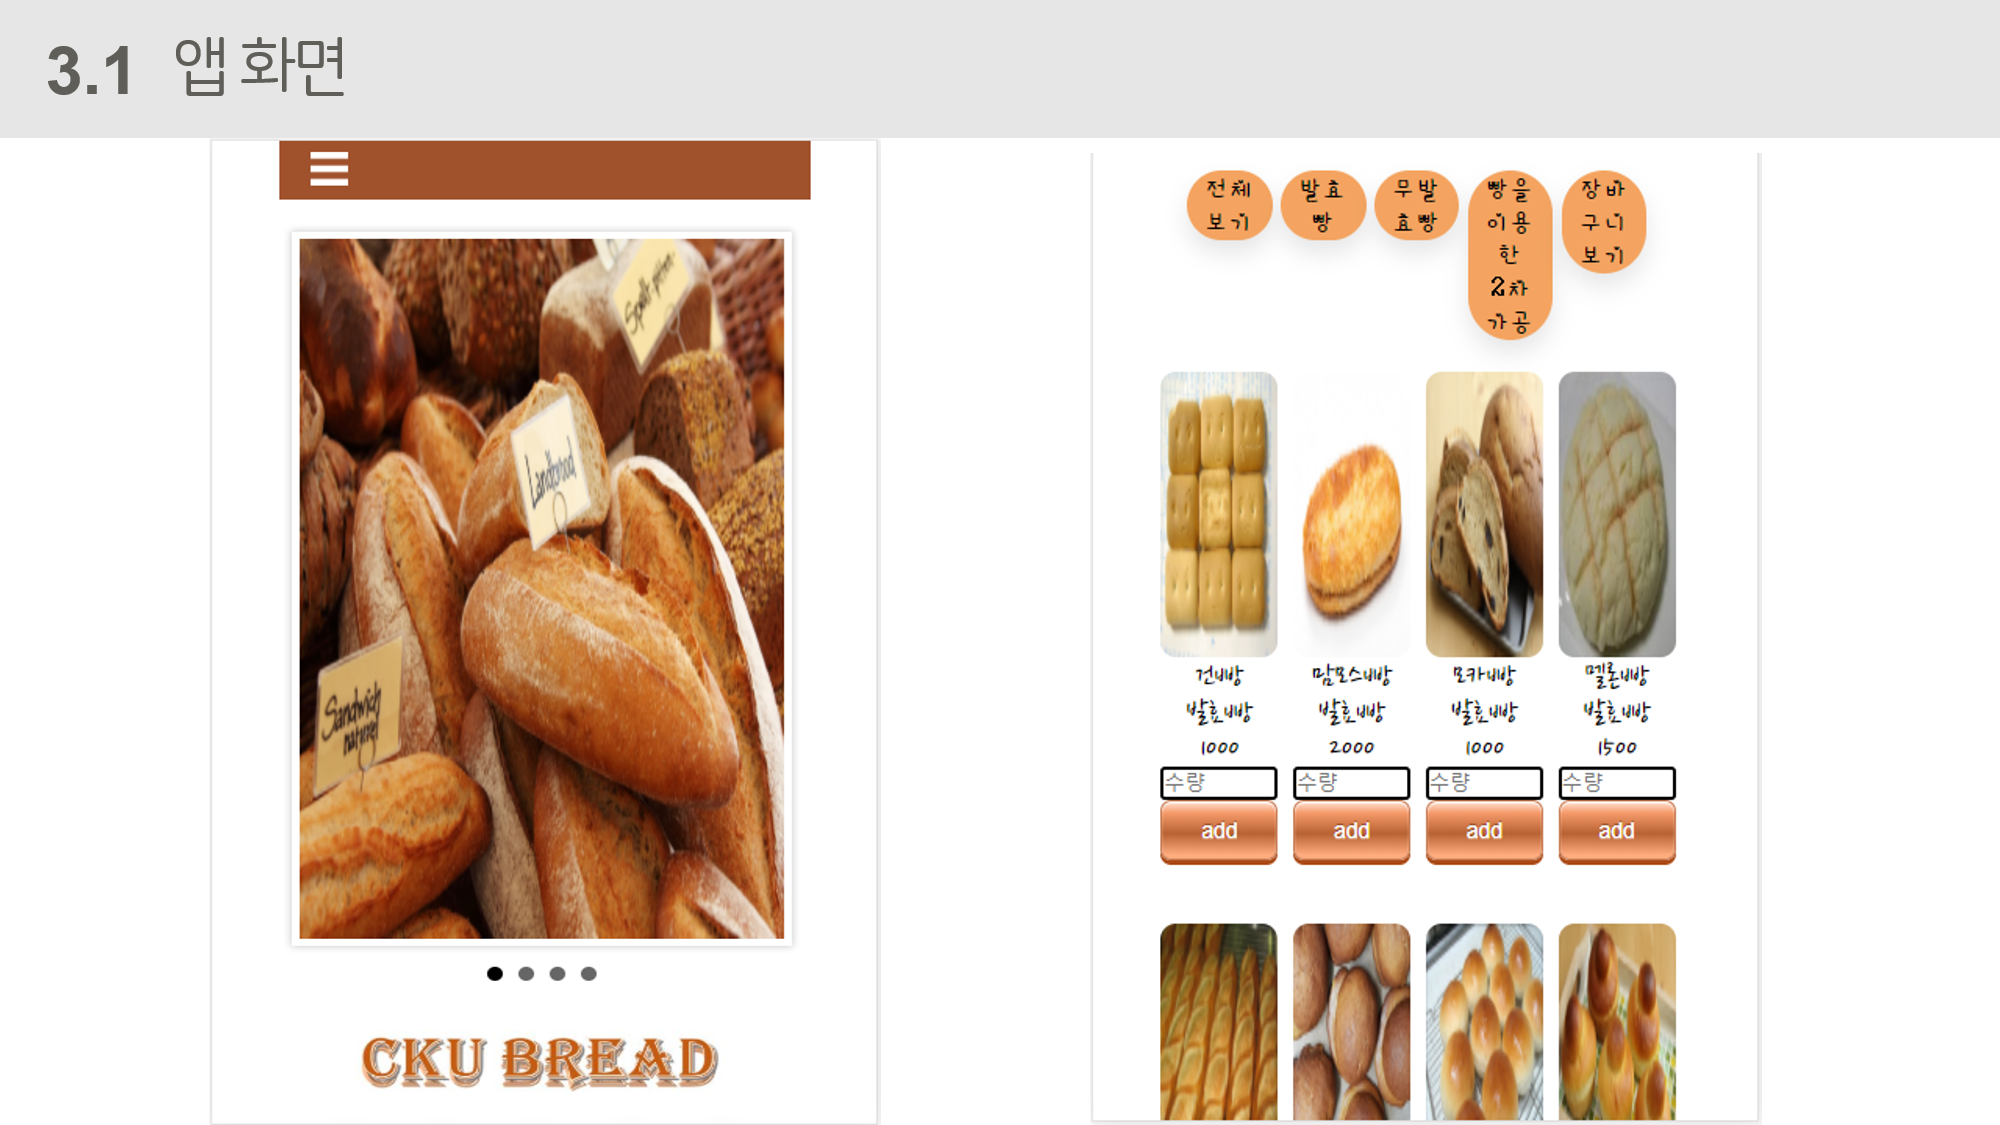 3.1 앱 화면
Spelt-
Landbrood
Sandwich
naturel
CKU BREAD
전체
보기
발효
빵
무발
효빵
빵을
이용
한
2차
가공
장바
구니
보기
건빵 맘모스빵 모카빵 멜론빵
발효빵 발효빵 발효빵 발효빵
1000 2000 1000 1500
수량 수량 수량 수량
add add add add